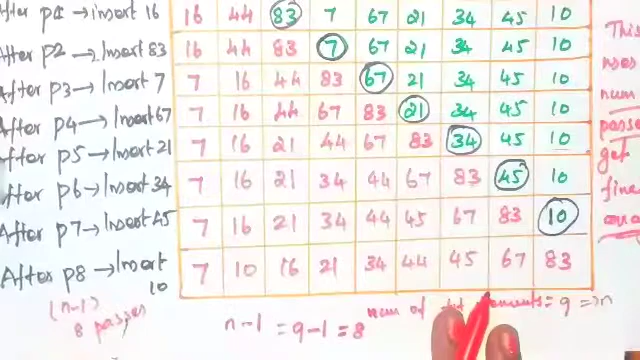 After p1 → insert 16 16 44 83 7 67 21 34 45 10
After p2 → Insert 83 16 44 83 7 67 21 34 45 10
After p3 → Insert 7 7 16 44 83 67 21 34 45 10
After p4 → Insert 67 7 16 44 67 83 21 34 45 10
After p5 → Insert 21 7 16 21 44 67 83 34 45 10
After p6 → Insert 34 7 16 21 34 44 67 83 45 10
After p7 → Insert 45 7 16 21 34 44 45 67 83 10
After p8 → Insert 10 7 10 16 21 34 44 45 67 83
(n-1)
8 passes
n-1 = 9-1 = 8
num of = 9 => n
This
num
passes
get